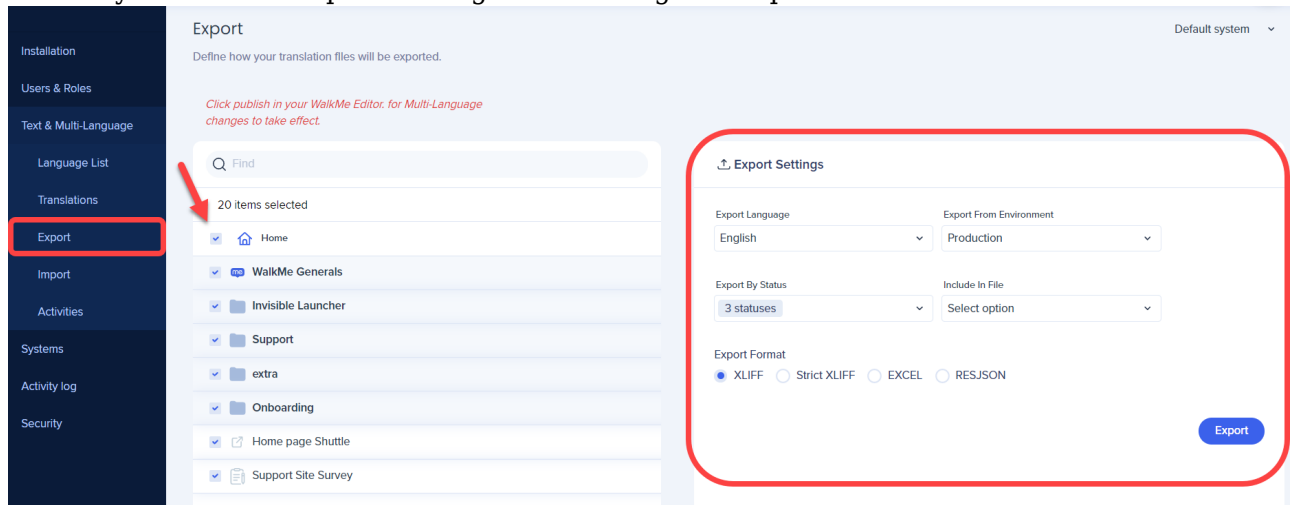 Export
Default system
Define how your translation files will be exported.
Installation
Users & Roles
Text & Multi-Language
Language List
Translations
Export
Import
Activities
Systems
Activity log
Security
Click publish in your WalkMe Editor. for Multi-Language
changes to take effect.
Find
20 items selected
Home
WalkMe Generals
Invisible Launcher
Support
extra
Onboarding
Home page Shuttle
Support Site Survey
Export Settings
Export Language
Export From Environment
English
Production
Export By Status
Include In File
3 statuses
Select option
Export Format
XLIFF Strict XLIFF EXCEL RESJSON
Export